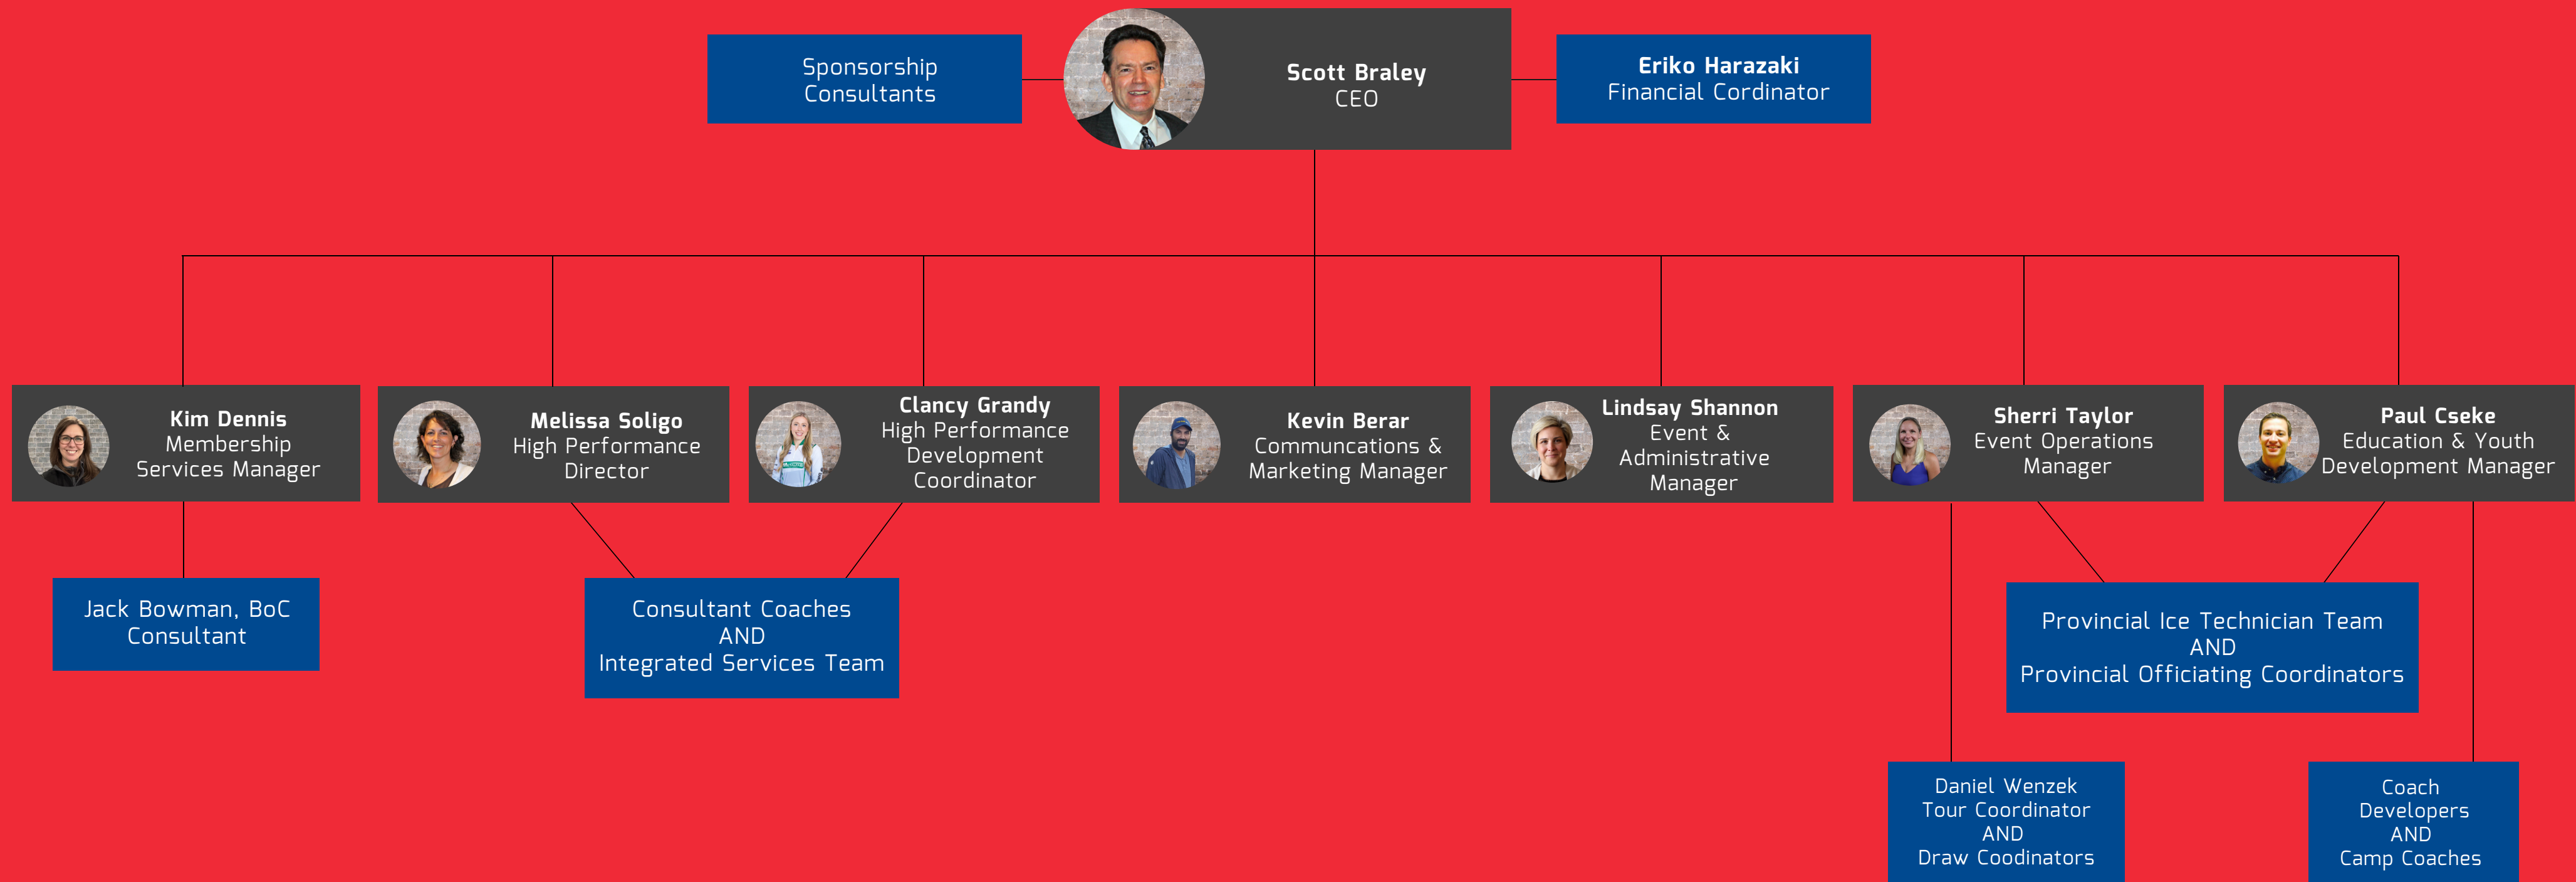 Sponsorship
Consultants
Scott Braley
CEO
Eriko Harazaki
Financial Cordinator
Kim Dennis
Membership
Services Manager
Melissa Soligo
High Performance
Director
Clancy Grandy
High Performance
Development
Coordinator
Kevin Berar
Communcations &
Marketing Manager
Lindsay Shannon
Event &
Administrative
Manager
Sherri Taylor
Event Operations
Manager
Paul Cseke
Education & Youth
Development Manager
Jack Bowman, BoC
Consultant
Consultant Coaches
AND
Integrated Services Team
Provincial Ice Technician Team
AND
Provincial Officiating Coordinators
Daniel Wenzek
Tour Coordinator
AND
Draw Coodinators
Coach
Developers
AND
Camp Coaches